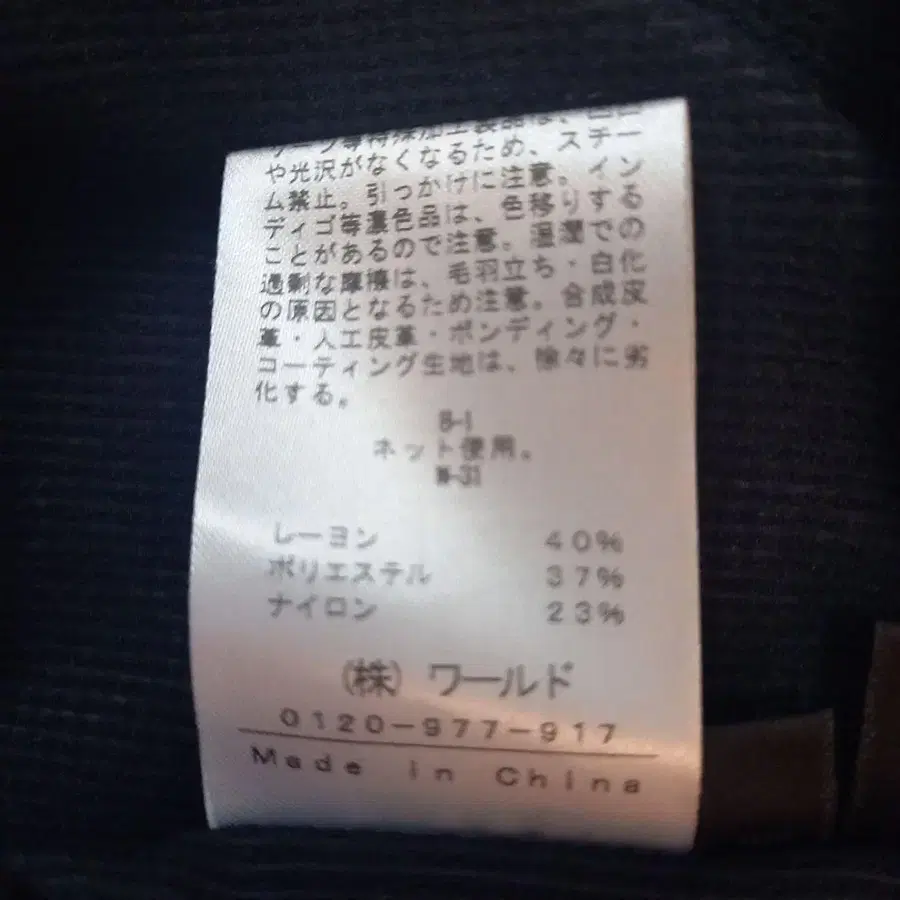 や光沢がなくなるため、スチー
ム禁止。引っかけに注意。イン
ディゴ等濃色品は、色移りする
ことがあるので注意。湿潤での
過剰な摩擦は、毛羽立ち・白化
の原因となるため注意。合成皮
革・人工皮革・ボンディング・
コーティング生地は、徐々に劣
化する。
B-1
ネット使用。
W-31
レーヨン 40%
ポリエステル 37%
ナイロン 23%
(株) ワールド
0120-977-917
Made in China